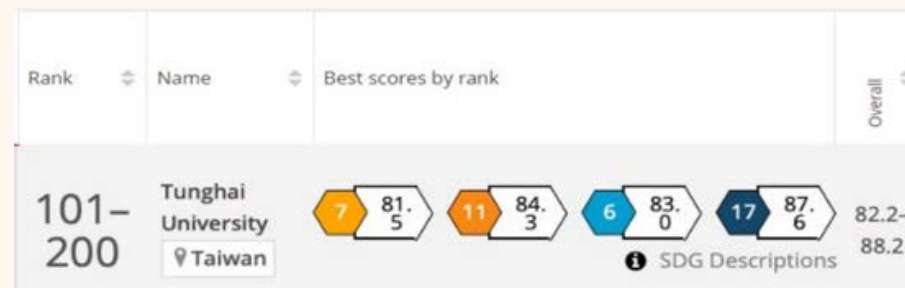 Rank
Name
Best scores by rank
Overall
101–
200
Tunghai
University
Taiwan
7
81.
5
11
84.
3
6
83.
0
17
87.
6
SDG Descriptions
82.2–
88.2